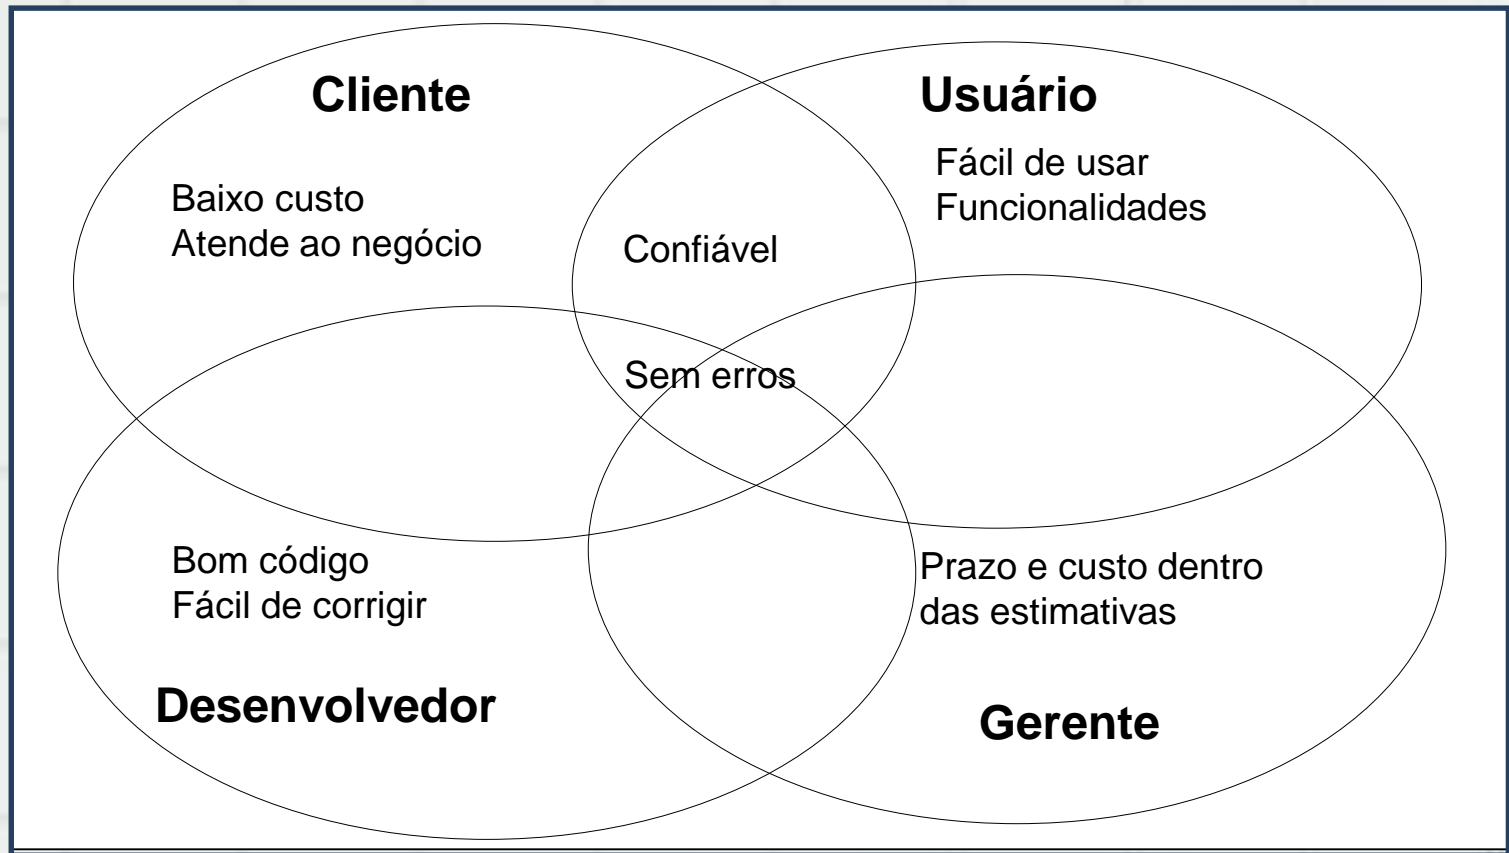 Cliente
Baixo custo
Atende ao negócio
Usuário
Fácil de usar
Funcionalidades
Confiável
Sem erros
Bom código
Fácil de corrigir
Desenvolvedor
Prazo e custo dentro
das estimativas
Gerente